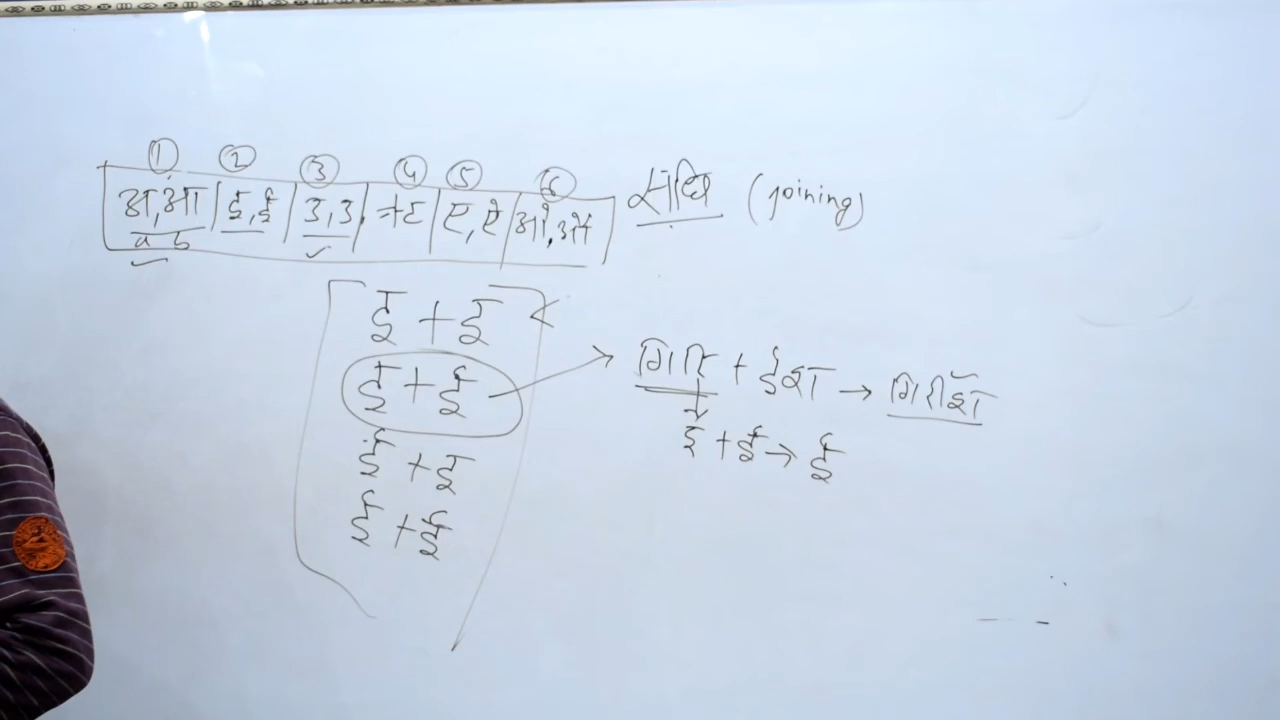 ① ② ③ ④ ⑤ ⑥
अ,आ | इ,ई | उ,उ, | ऋ | ए,ऐ | ओ,औ संधि (joining)
a b
इ + इ
इ + ई → गिरि + ईश → गिरीश
इ + ई → ई
ई + इ
ई + ई